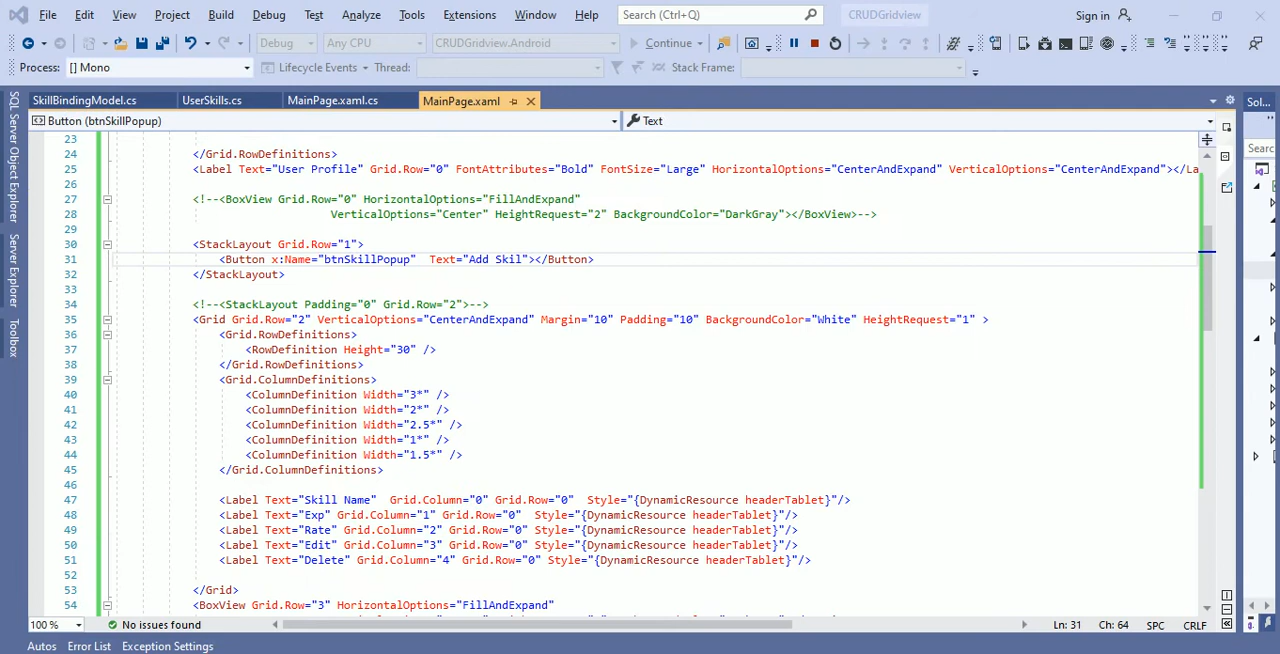 File Edit View Project Build Debug Test Analyze Tools Extensions Window Help Search (Ctrl+Q) CRUDGridview Sign in
Debug Any CPU CRUDGridview.Android Continue
Process: [] Mono Lifecycle Events Thread: Stack Frame:
SkillBindingModel.cs UserSkills.cs MainPage.xaml.cs MainPage.xaml Sol...
Button (btnSkillPopup) Text
SQL Server Object Explorer
Server Explorer
Toolbox
Searc
23
24 </Grid.RowDefinitions>
25 <Label Text="User Profile" Grid.Row="0" FontAttributes="Bold" FontSize="Large" HorizontalOptions="CenterAndExpand" VerticalOptions="CenterAndExpand"></La
26
27 <!--<BoxView Grid.Row="0" HorizontalOptions="FillAndExpand"
28 VerticalOptions="Center" HeightRequest="2" BackgroundColor="DarkGray"></BoxView>-->
29
30 <StackLayout Grid.Row="1">
31 <Button x:Name="btnSkillPopup" Text="Add Skil"></Button>
32 </StackLayout>
33
34 <!--<StackLayout Padding="0" Grid.Row="2">-->
35 <Grid Grid.Row="2" VerticalOptions="CenterAndExpand" Margin="10" Padding="10" BackgroundColor="White" HeightRequest="1" >
36 <Grid.RowDefinitions>
37 <RowDefinition Height="30" />
38 </Grid.RowDefinitions>
39 <Grid.ColumnDefinitions>
40 <ColumnDefinition Width="3*" />
41 <ColumnDefinition Width="2*" />
42 <ColumnDefinition Width="2.5*" />
43 <ColumnDefinition Width="1*" />
44 <ColumnDefinition Width="1.5*" />
45 </Grid.ColumnDefinitions>
46
47 <Label Text="Skill Name" Grid.Column="0" Grid.Row="0" Style="{DynamicResource headerTablet}"/>
48 <Label Text="Exp" Grid.Column="1" Grid.Row="0" Style="{DynamicResource headerTablet}"/>
49 <Label Text="Rate" Grid.Column="2" Grid.Row="0" Style="{DynamicResource headerTablet}"/>
50 <Label Text="Edit" Grid.Column="3" Grid.Row="0" Style="{DynamicResource headerTablet}"/>
51 <Label Text="Delete" Grid.Column="4" Grid.Row="0" Style="{DynamicResource headerTablet}"/>
52
53 </Grid>
54 <BoxView Grid.Row="3" HorizontalOptions="FillAndExpand"
100 % No issues found Ln: 31 Ch: 64 SPC CRLF
Autos Error List Exception Settings